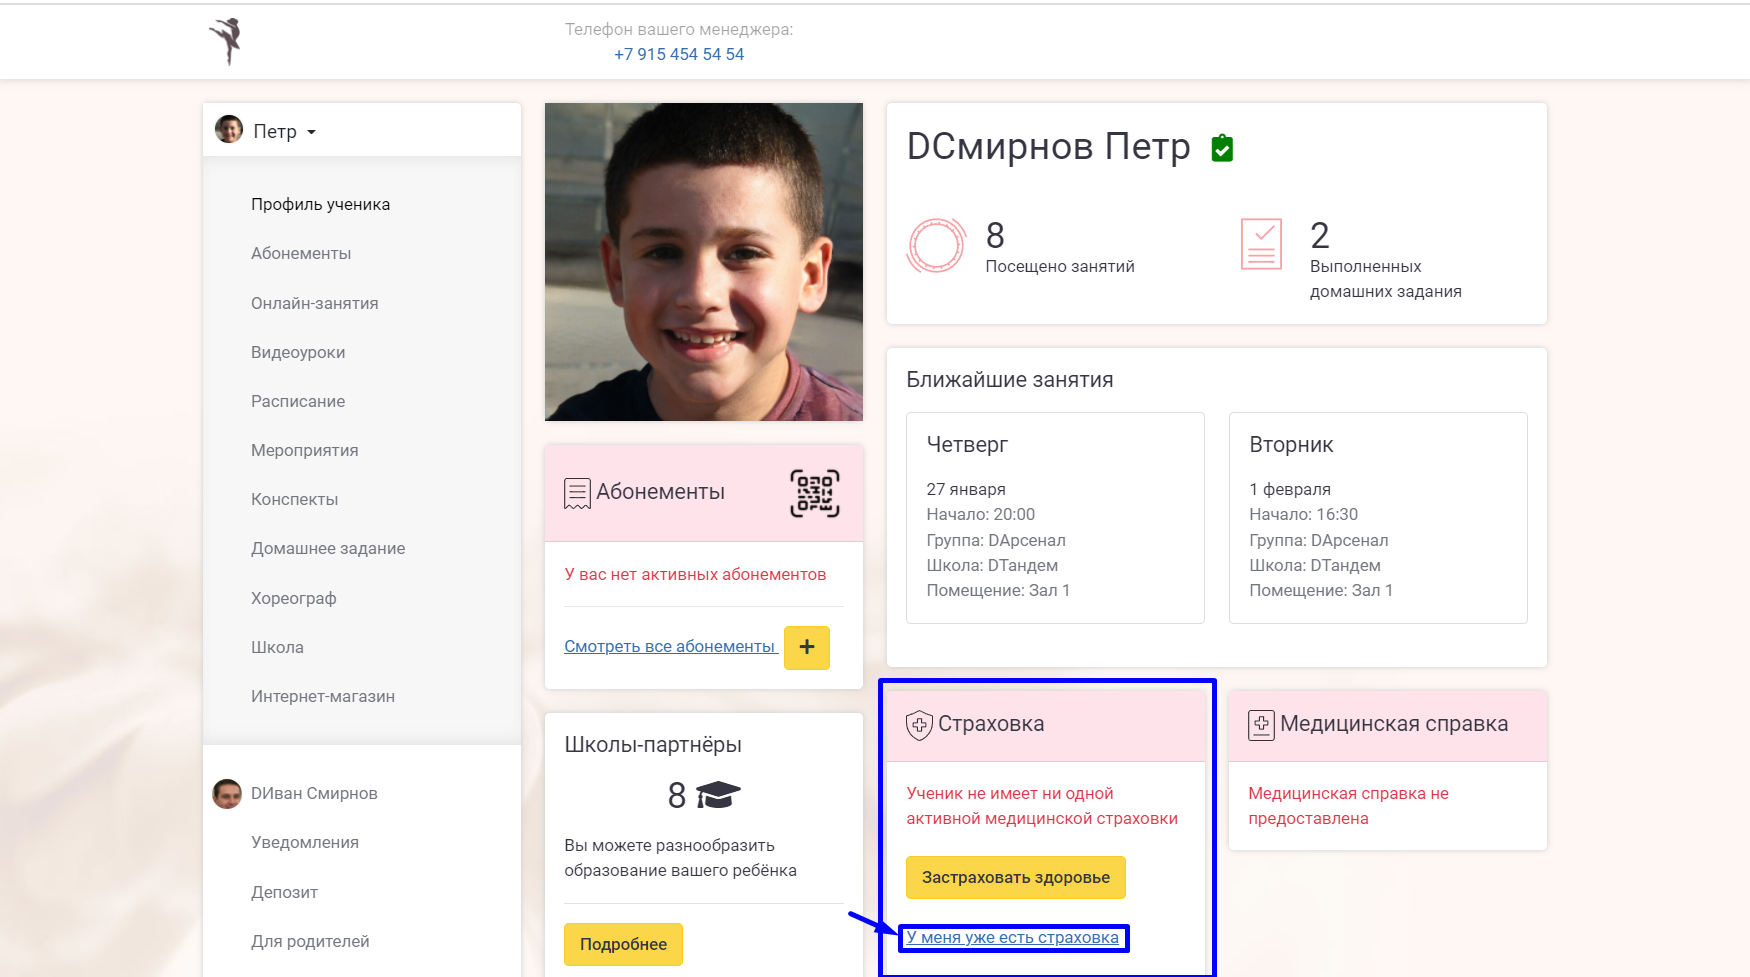 Телефон вашего менеджера:
+7 915 454 54 54
Петр
Профиль ученика
Абонементы
Онлайн-занятия
Видеоуроки
Расписание
Мероприятия
Конспекты
Домашнее задание
Хореограф
Школа
Интернет-магазин
DИван Смирнов
Уведомления
Депозит
Для родителей
Абонементы
У вас нет активных абонементов
Смотреть все абонементы
+
Школы-партнёры
8
Вы можете разнообразить
образование вашего ребёнка
Подробнее
DСмирнов Петр
8
Посещено занятий
2
Выполненных
домашних задания
Ближайшие занятия
Четверг
27 января
Начало: 20:00
Группа: DАрсенал
Школа: DТандем
Помещение: Зал 1
Вторник
1 февраля
Начало: 16:30
Группа: DАрсенал
Школа: DТандем
Помещение: Зал 1
Страховка
Ученик не имеет ни одной
активной медицинской страховки
Застраховать здоровье
У меня уже есть страховка
Медицинская справка
Медицинская справка не
предоставлена